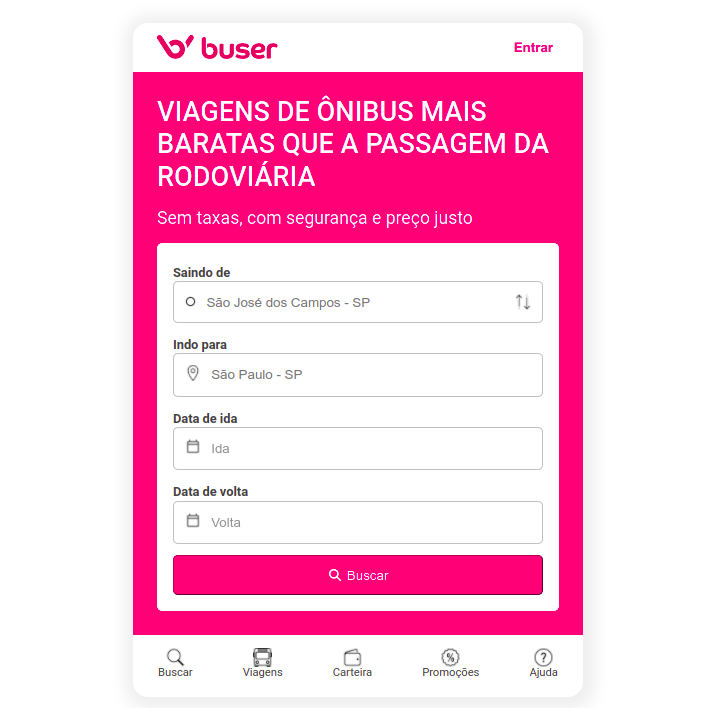 buser
Entrar
VIAGENS DE ÔNIBUS MAIS
BARATAS QUE A PASSAGEM DA
RODOVIÁRIA
Sem taxas, com segurança e preço justo
Saindo de
São José dos Campos - SP
Indo para
São Paulo - SP
Data de ida
Ida
Data de volta
Volta
Buscar
Buscar
Viagens
Carteira
Promoções
Ajuda